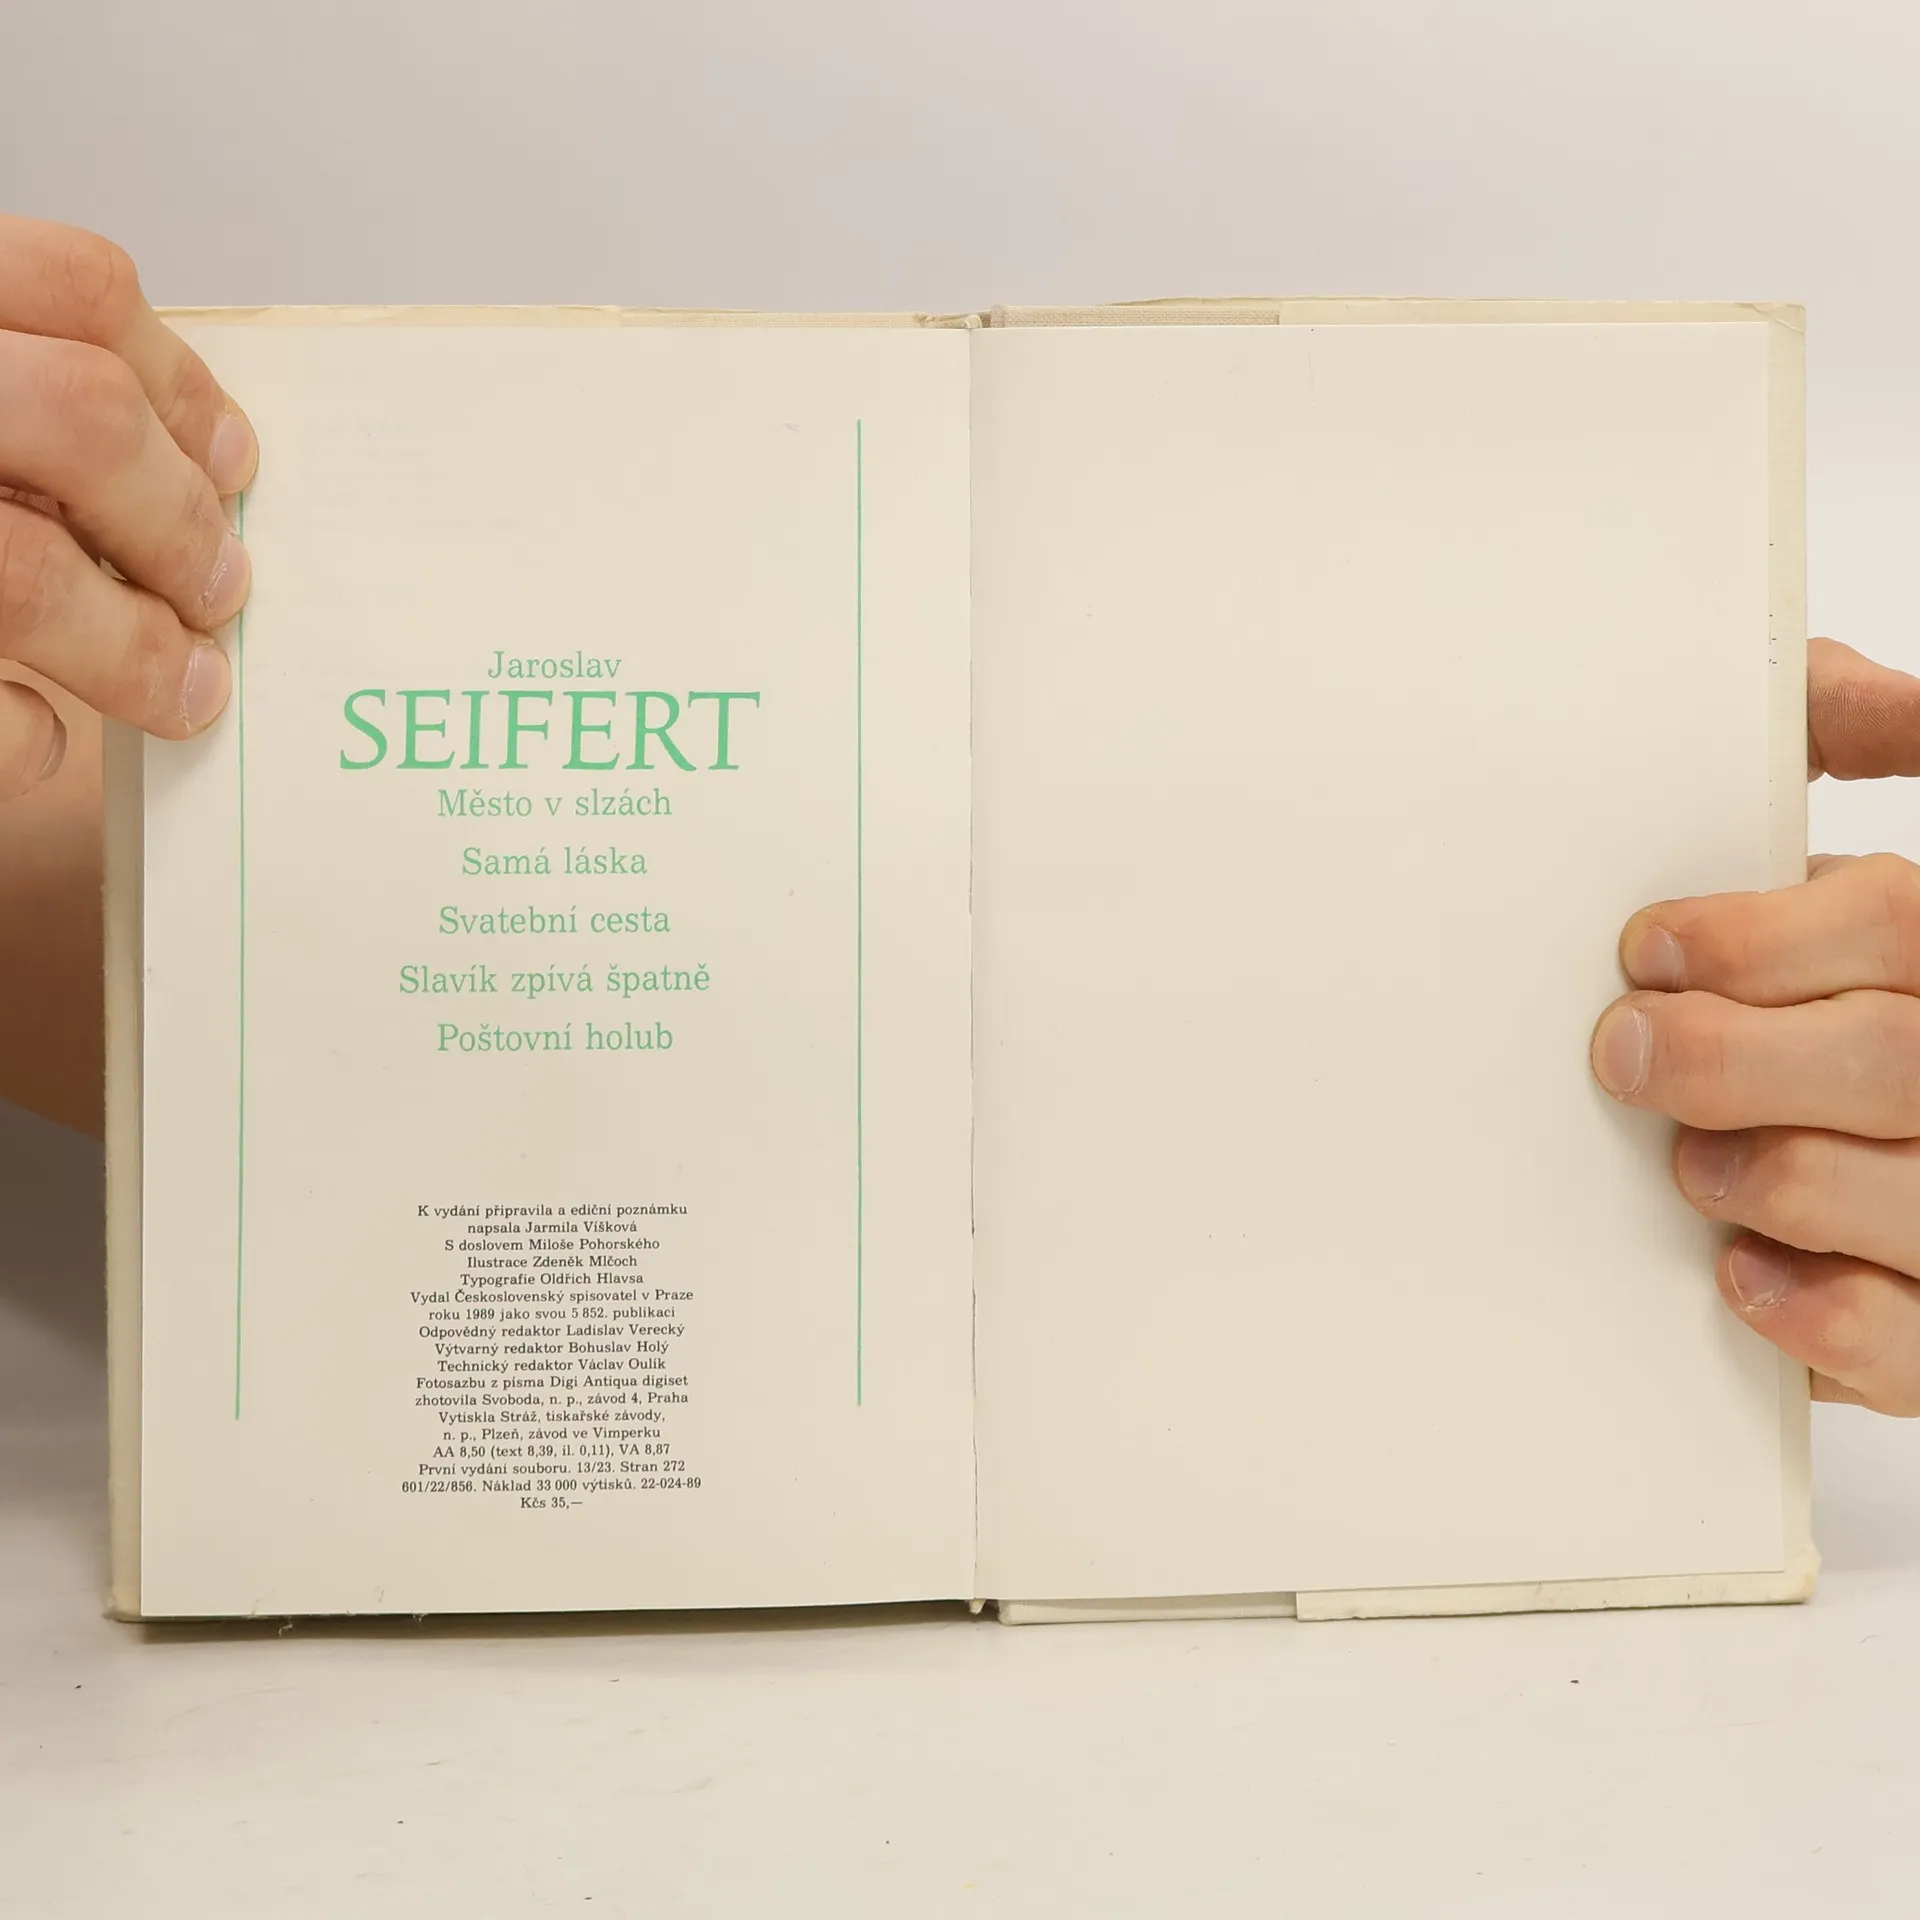 Jaroslav
SEIFERT
Město v slzách
Samá láska
Svatební cesta
Slavík zpívá špatně
Poštovní holub
K vydání připravila a ediční poznámku
napsala Jarmila Víšková
S doslovem Miloše Pohorského
Ilustrace Zdeněk Mlčoch
Typografie Oldřich Hlavsa
Vydal Československý spisovatel v Praze
roku 1989 jako svou 5 852. publikaci
Odpovědný redaktor Ladislav Verecký
Výtvarný redaktor Bohuslav Holý
Technický redaktor Václav Oulík
Fotosazbu z písma Digi Antiqua digiset
zhotovila Svoboda, n. p., závod 4, Praha
Vytiskla Stráž, tiskařské závody,
n. p., Plzeň, závod ve Vimperku
AA 8,50 (text 8,39, il. 0,11), VA 8,87
První vydání souboru. 13/23. Stran 272
601/22/856. Náklad 33 000 výtisků. 22-024-89
Kčs 35,—